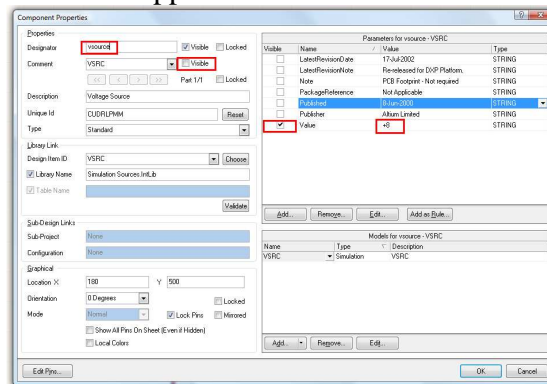 Component Properties
Properties
Designator vsource Visible Locked
Comment VSRC Visible
<< < > >> Part 1/1 Locked
Description Voltage Source
Unique Id CUDRLPMM Reset
Type Standard
Library Link
Design Item ID VSRC Choose
Library Name Simulation Sources.IntLib
Table Name
Validate
Sub-Design Links
Sub-Project None
Configuration None
Graphical
Location X 180 Y 500
Orientation 0 Degrees Locked
Mode Normal Lock Pins Mirrored
Show All Pins On Sheet (Even if Hidden)
Local Colors
Parameters for vsource - VSRC
Visible Name / Value Type
LatestRevisionDate 17-Jul-2002 STRING
LatestRevisionNote Re-released for DXP Platform. STRING
Note PCB Footprint - Not required STRING
PackageReference Not Applicable STRING
Published 8-Jun-2000 STRING
Publisher Altium Limited STRING
Value +8 STRING
Add... Remove... Edit... Add as Rule...
Models for vsource - VSRC
Name Type Description
VSRC Simulation VSRC
Add... Remove... Edit...
Edit Pins... OK Cancel